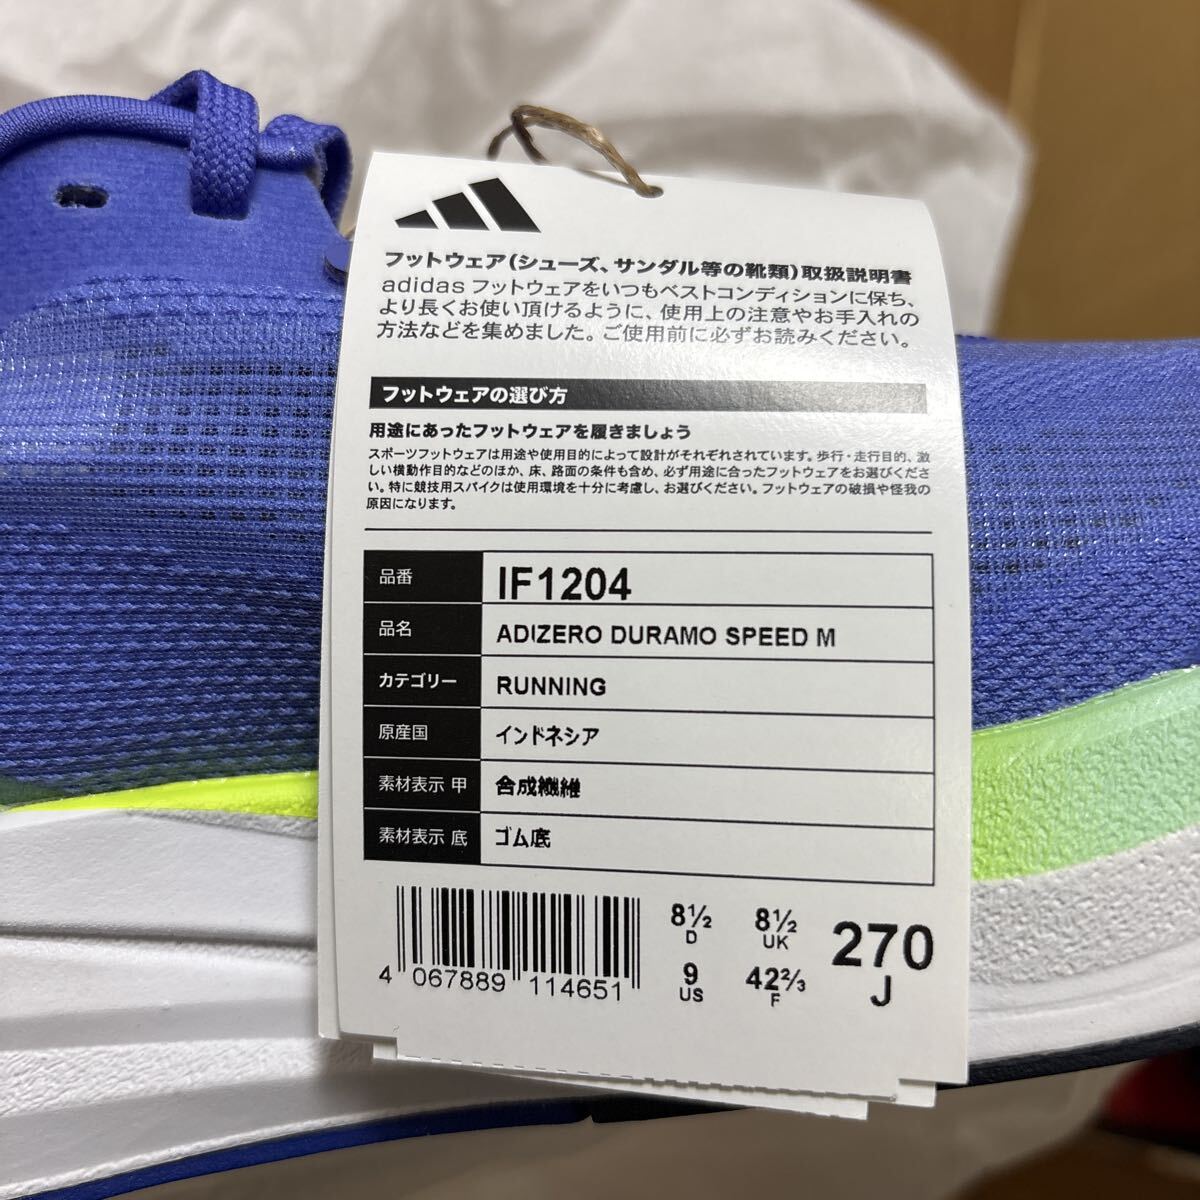 フットウェア(シューズ、サンダル等の靴類)取扱説明書
adidas フットウェアをいつもベストコンディションに保ち、
より長くお使い頂けるように、使用上の注意やお手入れの
方法などを集めました。ご使用前に必ずお読みください。
フットウェアの選び方
用途にあったフットウェアを履きましょう
スポーツフットウェアは用途や使用目的によって設計がそれぞれされています。歩行・走行目的、激
しい横動作目的などのほか、床、路面の条件も含め、必ず用途に合ったフットウェアをお選びくださ
い。特に競技用スパイクは使用環境を十分に考慮し、お選びください。フットウェアの破損や怪我の
原因になります。
品番 IF1204
品名 ADIZERO DURAMO SPEED M
カテゴリー RUNNING
原産国 インドネシア
素材表示 甲 合成繊維
素材表示 底 ゴム底
8½ D 8½ UK
9 US 42⅔ F
270 J
4 067889 114651